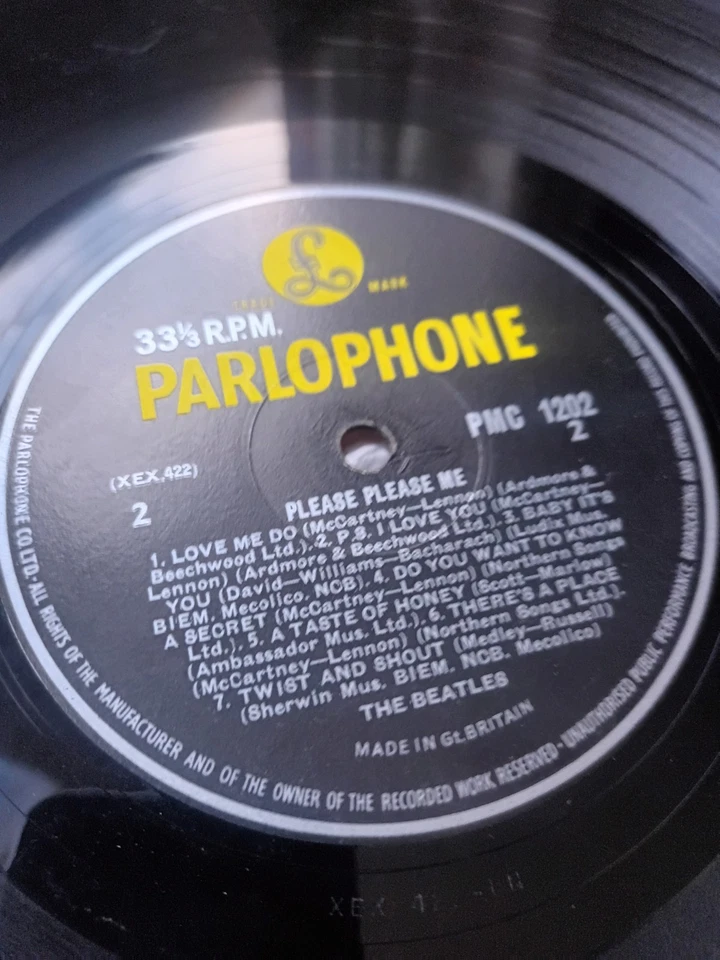 £
TRADE MARK
33⅓ R.P.M.
PARLOPHONE
PMC 1202
2
(XEX.422)
2
PLEASE PLEASE ME
1. LOVE ME DO (McCartney—Lennon) (Ardmore &
Beechwood Ltd.). 2. P.S. I LOVE YOU (McCartney—
Lennon) (Ardmore & Beechwood Ltd.). 3. BABY IT'S
YOU (David—Williams—Bacharach) (Ludix Mus.
BIEM, Mecolico, NCB). 4. DO YOU WANT TO KNOW
A SECRET (McCartney—Lennon) (Northern Songs
Ltd.). 5. A TASTE OF HONEY (Scott—Marlow)
(Ambassador Mus. Ltd.). 6. THERE'S A PLACE
(McCartney—Lennon) (Northern Songs Ltd.).
7. TWIST AND SHOUT (Medley—Russell)
(Sherwin Mus. BIEM. NCB. Mecolico)
THE BEATLES
MADE IN Gt. BRITAIN
THE PARLOPHONE CO LTD.·ALL RIGHTS OF THE MANUFACTURER AND OF THE OWNER OF THE RECORDED WORK RESERVED·UNAUTHORISED PUBLIC PERFORMANCE BROADCASTING AND
XEX